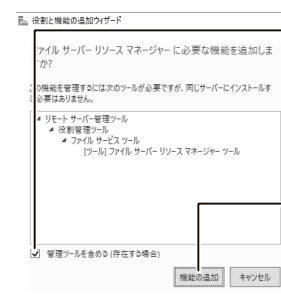 役割と機能の追加ウィザード
ファイル サーバー リソース マネージャー に必要な機能を追加しま
すか?
この機能を管理するには次のツールが必要ですが、同じサーバーにインストールす
る必要はありません。
リモート サーバー管理ツール
役割管理ツール
ファイル サービス ツール
[ツール] ファイル サーバー リソース マネージャー ツール
管理ツールを含める (存在する場合)
機能の追加
キャンセル